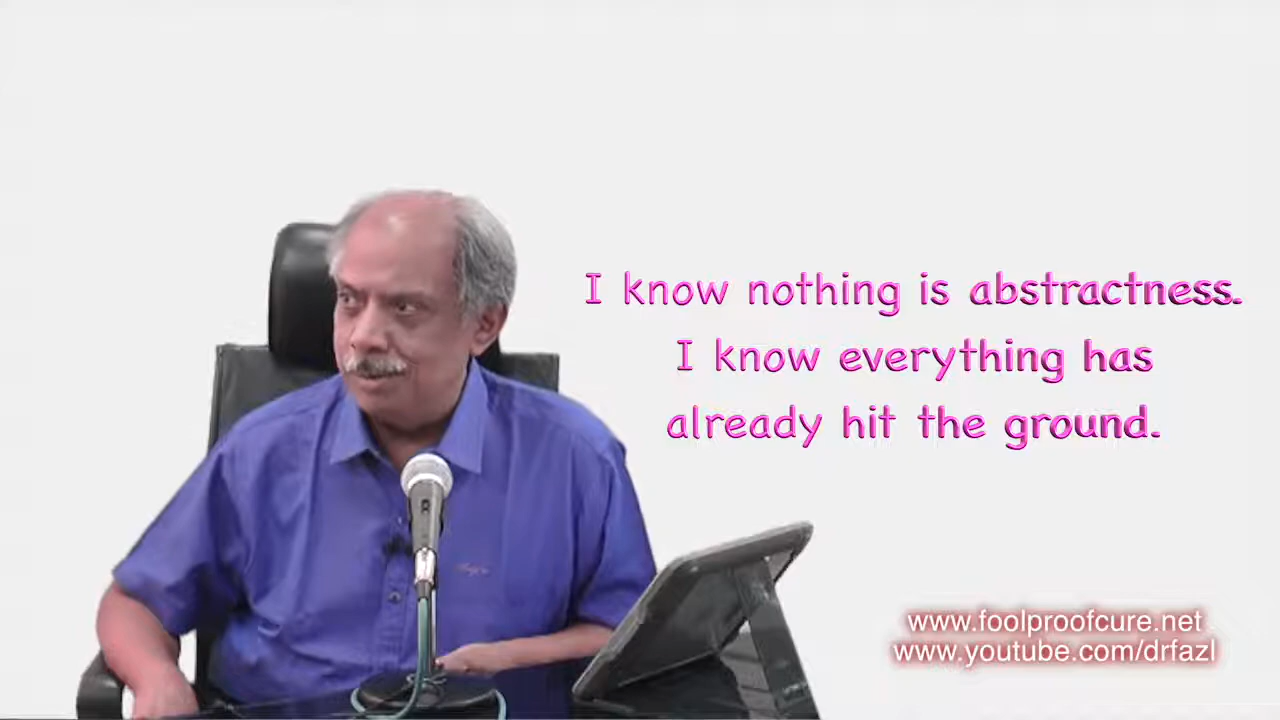 I know nothing is abstractness.
I know everything has
already hit the ground.
www.foolproofcure.net
www.youtube.com/drfazl